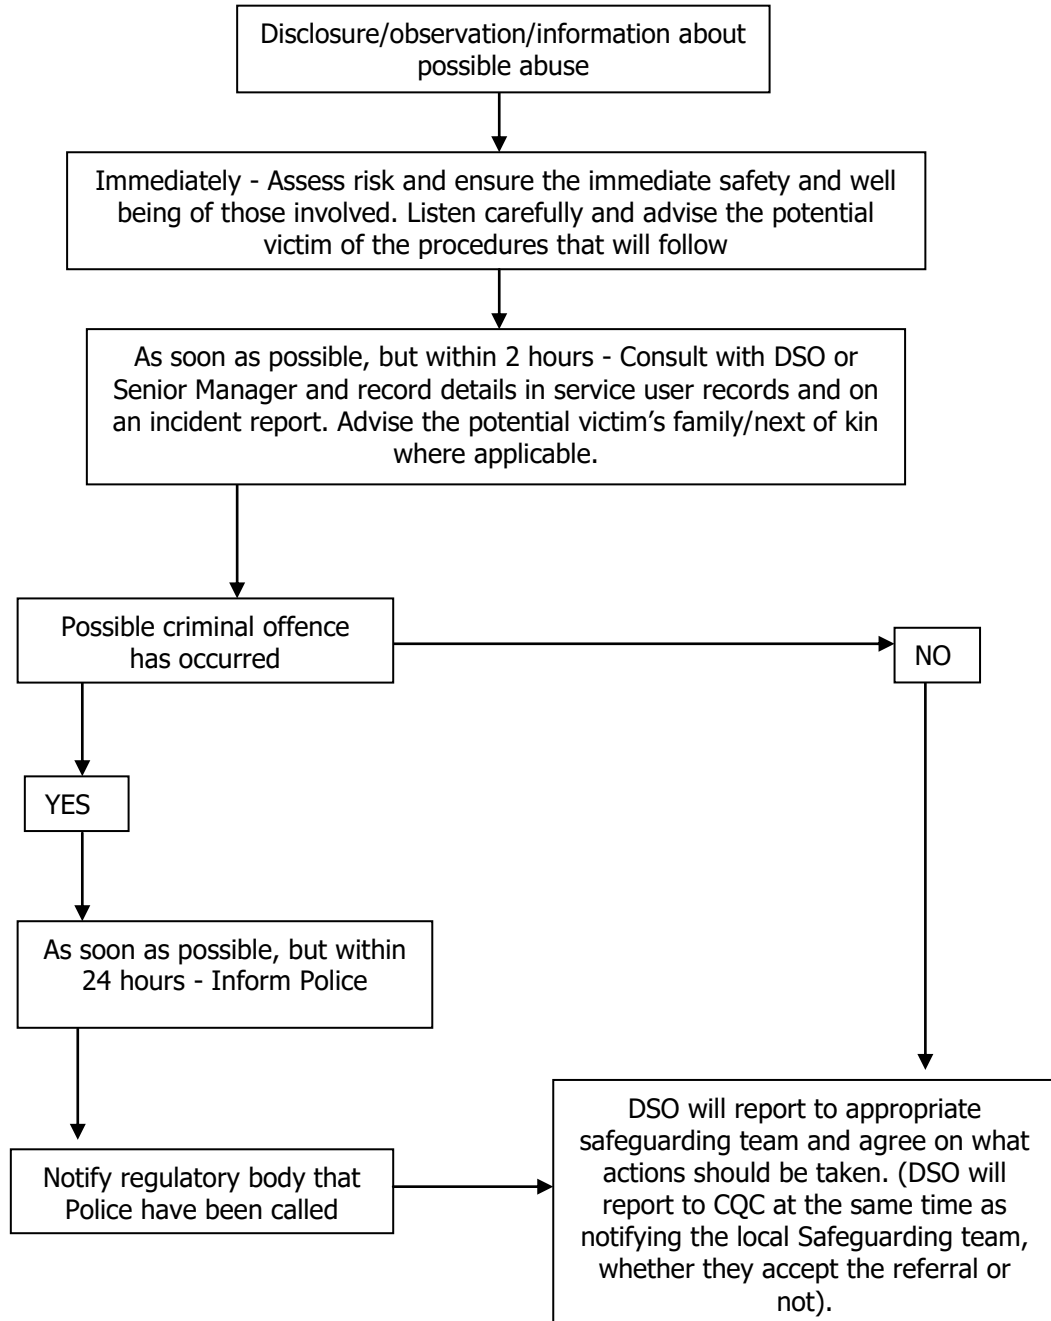 Disclosure/observation/information about
possible abuse
Immediately - Assess risk and ensure the immediate safety and well
being of those involved. Listen carefully and advise the potential
victim of the procedures that will follow
As soon as possible, but within 2 hours - Consult with DSO or
Senior Manager and record details in service user records and on
an incident report. Advise the potential victim’s family/next of kin
where applicable.
Possible criminal offence
has occurred
NO
YES
As soon as possible, but within
24 hours - Inform Police
Notify regulatory body that
Police have been called
DSO will report to appropriate
safeguarding team and agree on what
actions should be taken. (DSO will
report to CQC at the same time as
notifying the local Safeguarding team,
whether they accept the referral or
not).